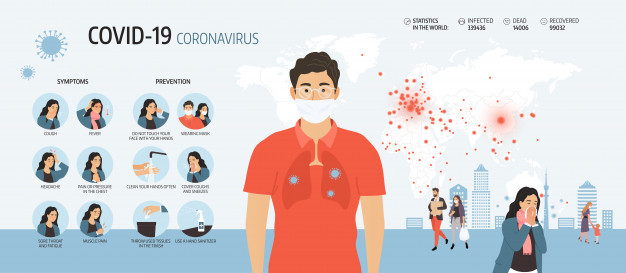 COVID-19 CORONAVIRUS
STATISTICS
IN THE WORLD:
INFECTED
339436
DEAD
14006
RECOVERED
99032
SYMPTOMS
PREVENTION
COUGH
FEVER
DO NOT TOUCH YOUR
FACE WITH YOUR HANDS
WEARING MASK
HEADACHE
PAIN OR PRESSURE
IN THE CHEST
CLEAN YOUR HANDS OFTEN
COVER COUGHS
AND SNEEZES
SORE THROAT
AND FATIGUE
MUSCLE PAIN
THROW USED TISSUES
IN THE TRASH
USE A HAND SANITIZER